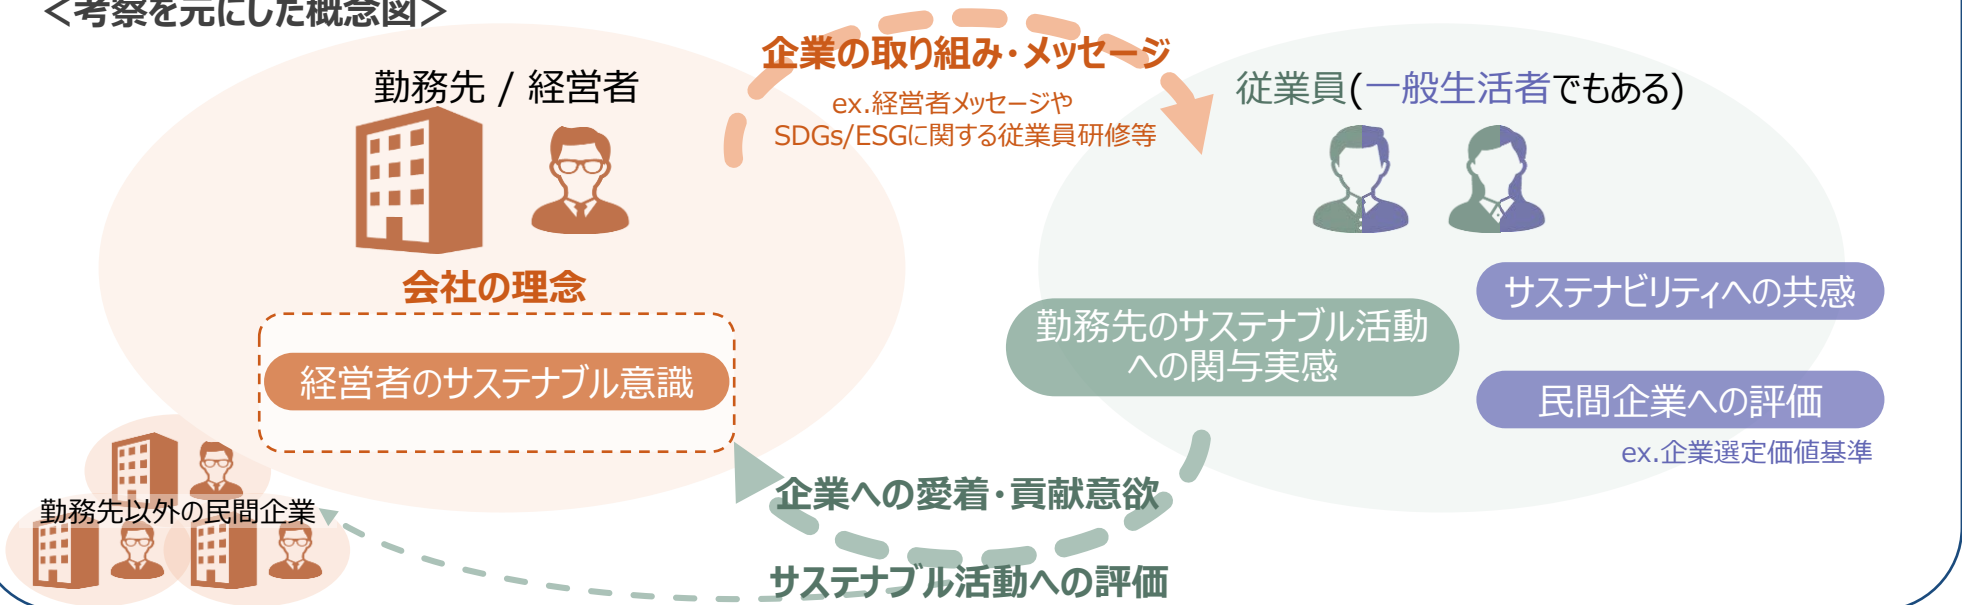 ＜考察を元にした概念図＞
勤務先 / 経営者
会社の理念
経営者のサステナブル意識
勤務先以外の民間企業
企業の取り組み・メッセージ
ex.経営者メッセージや
SDGs/ESGに関する従業員研修等
従業員(一般生活者でもある)
勤務先のサステナブル活動
への関与実感
サステナビリティへの共感
民間企業への評価
ex.企業選定価値基準
企業への愛着・貢献意欲
サステナブル活動への評価